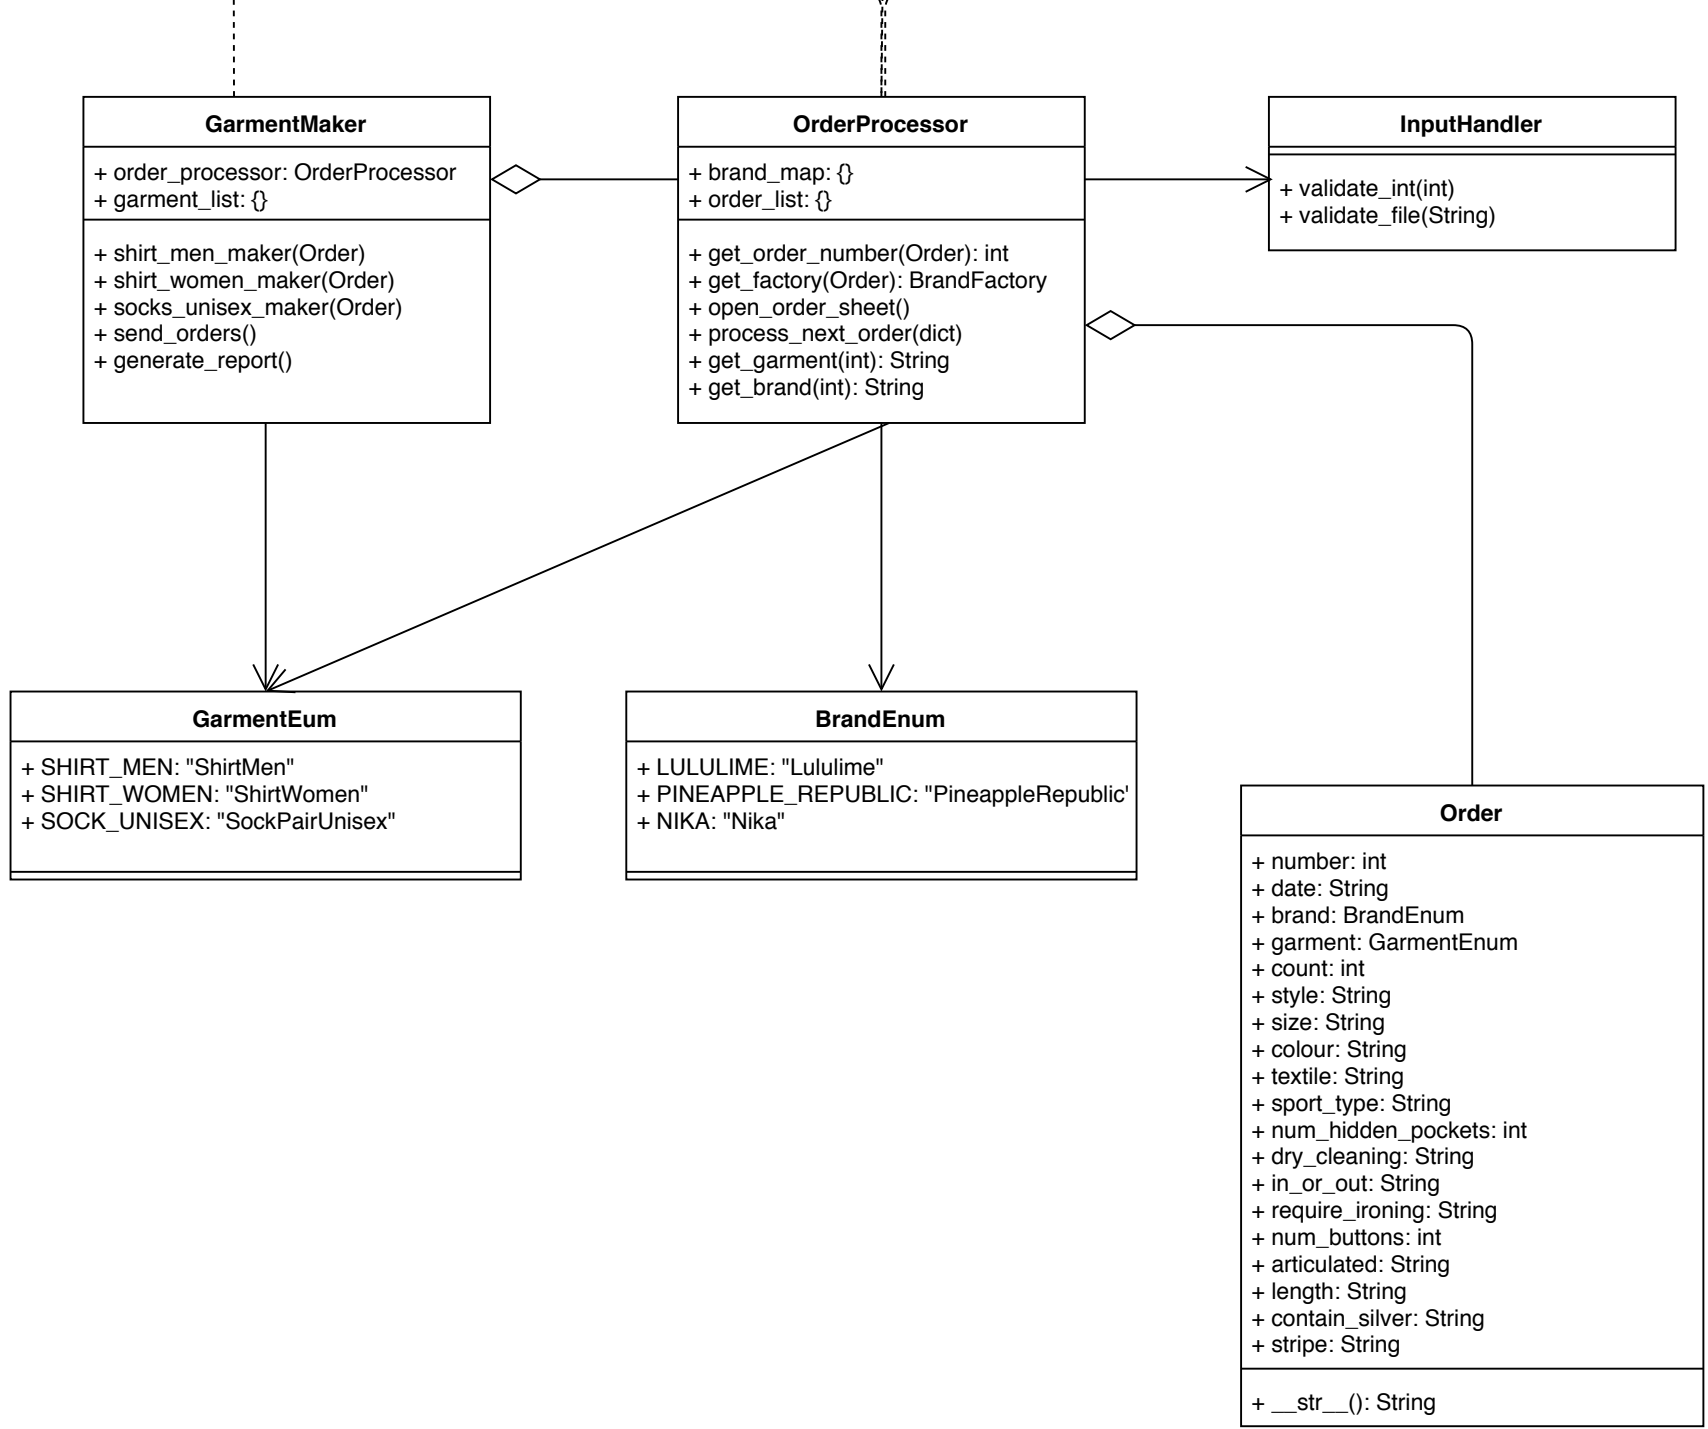 GarmentMaker
+ order_processor: OrderProcessor
+ garment_list: {}
+ shirt_men_maker(Order)
+ shirt_women_maker(Order)
+ socks_unisex_maker(Order)
+ send_orders()
+ generate_report()
OrderProcessor
+ brand_map: {}
+ order_list: {}
+ get_order_number(Order): int
+ get_factory(Order): BrandFactory
+ open_order_sheet()
+ process_next_order(dict)
+ get_garment(int): String
+ get_brand(int): String
InputHandler
+ validate_int(int)
+ validate_file(String)
GarmentEum
+ SHIRT_MEN: "ShirtMen"
+ SHIRT_WOMEN: "ShirtWomen"
+ SOCK_UNISEX: "SockPairUnisex"
BrandEnum
+ LULULIME: "Lululime"
+ PINEAPPLE_REPUBLIC: "PineappleRepublic'
+ NIKA: "Nika"
Order
+ number: int
+ date: String
+ brand: BrandEnum
+ garment: GarmentEnum
+ count: int
+ style: String
+ size: String
+ colour: String
+ textile: String
+ sport_type: String
+ num_hidden_pockets: int
+ dry_cleaning: String
+ in_or_out: String
+ require_ironing: String
+ num_buttons: int
+ articulated: String
+ length: String
+ contain_silver: String
+ stripe: String
+ __str__(): String